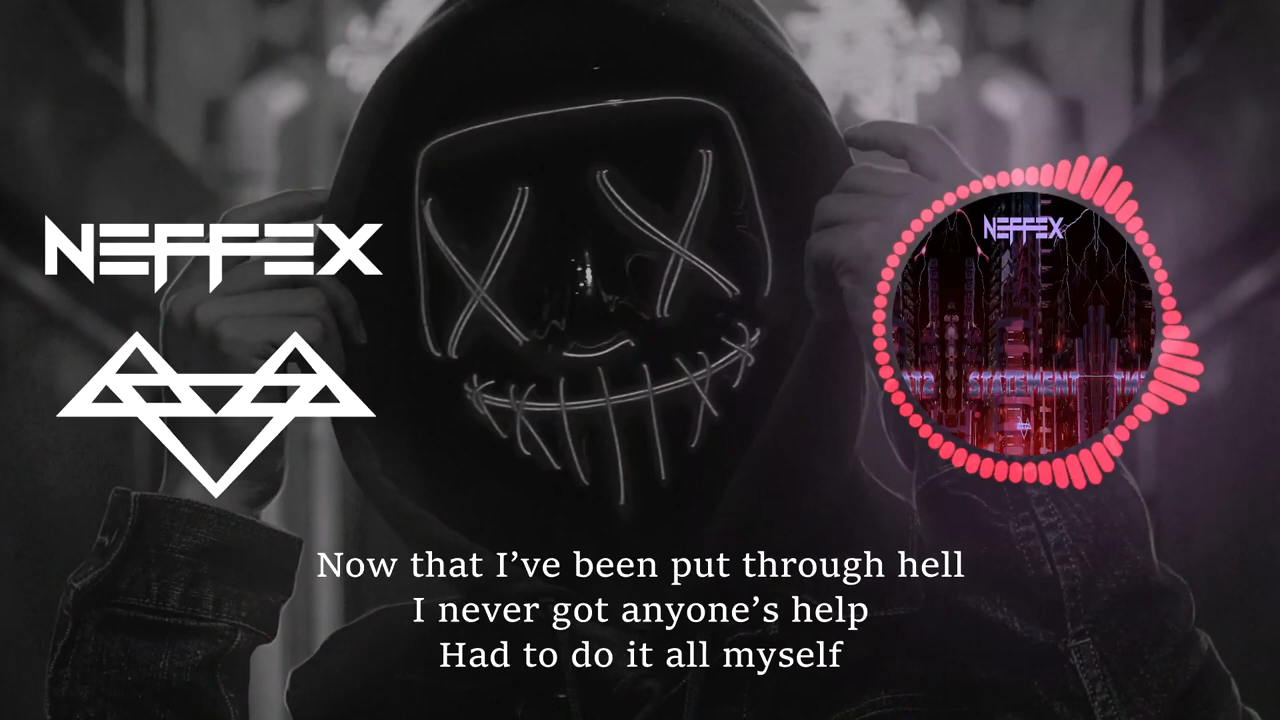 NEFFEX
NEFFEX
STATEMENT
Now that I’ve been put through hell
I never got anyone’s help
Had to do it all myself